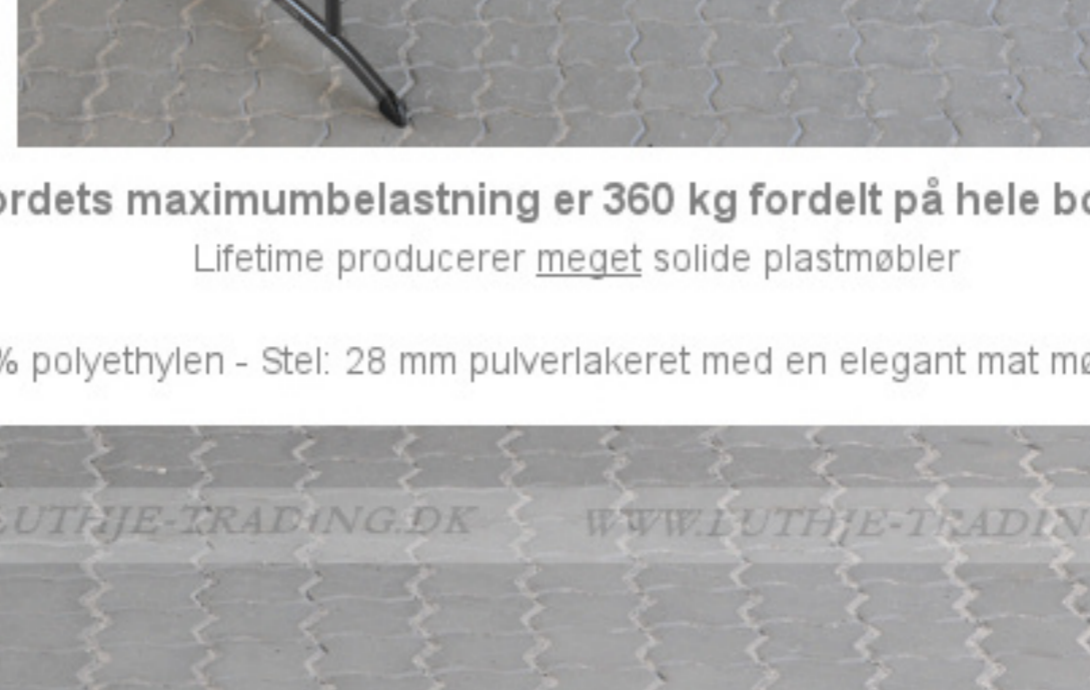 ordets maximumbelastning er 360 kg fordelt på hele bo
Lifetime producerer meget solide plastmøbler
% polyethylen - Stel: 28 mm pulverlakeret med en elegant mat mø
LUTHJE-TRADING.DK WWW.LUTHJE-TRADIN